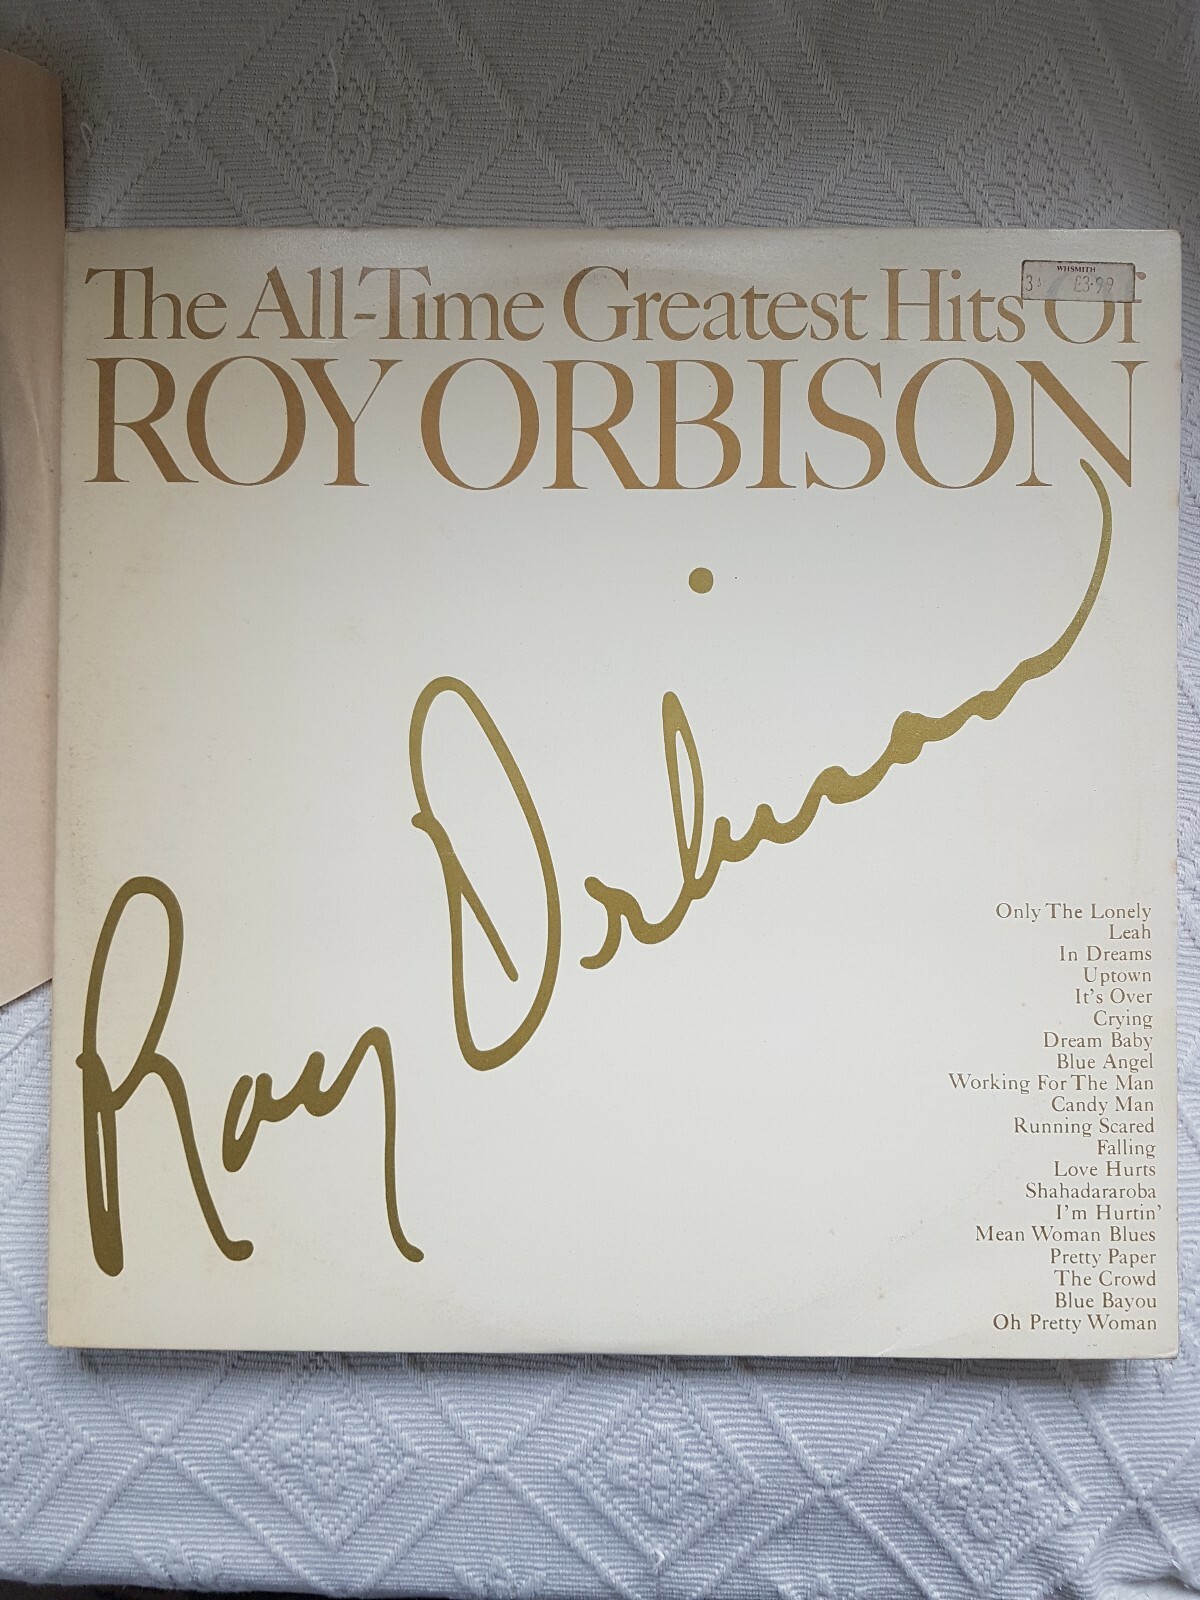 WHSMITH
£3.99
The All-Time Greatest Hits Of
ROY ORBISON
Roy Orbison
Only The Lonely
Leah
In Dreams
Uptown
It's Over
Crying
Dream Baby
Blue Angel
Working For The Man
Candy Man
Running Scared
Falling
Love Hurts
Shahadararoba
I'm Hurtin'
Mean Woman Blues
Pretty Paper
The Crowd
Blue Bayou
Oh Pretty Woman